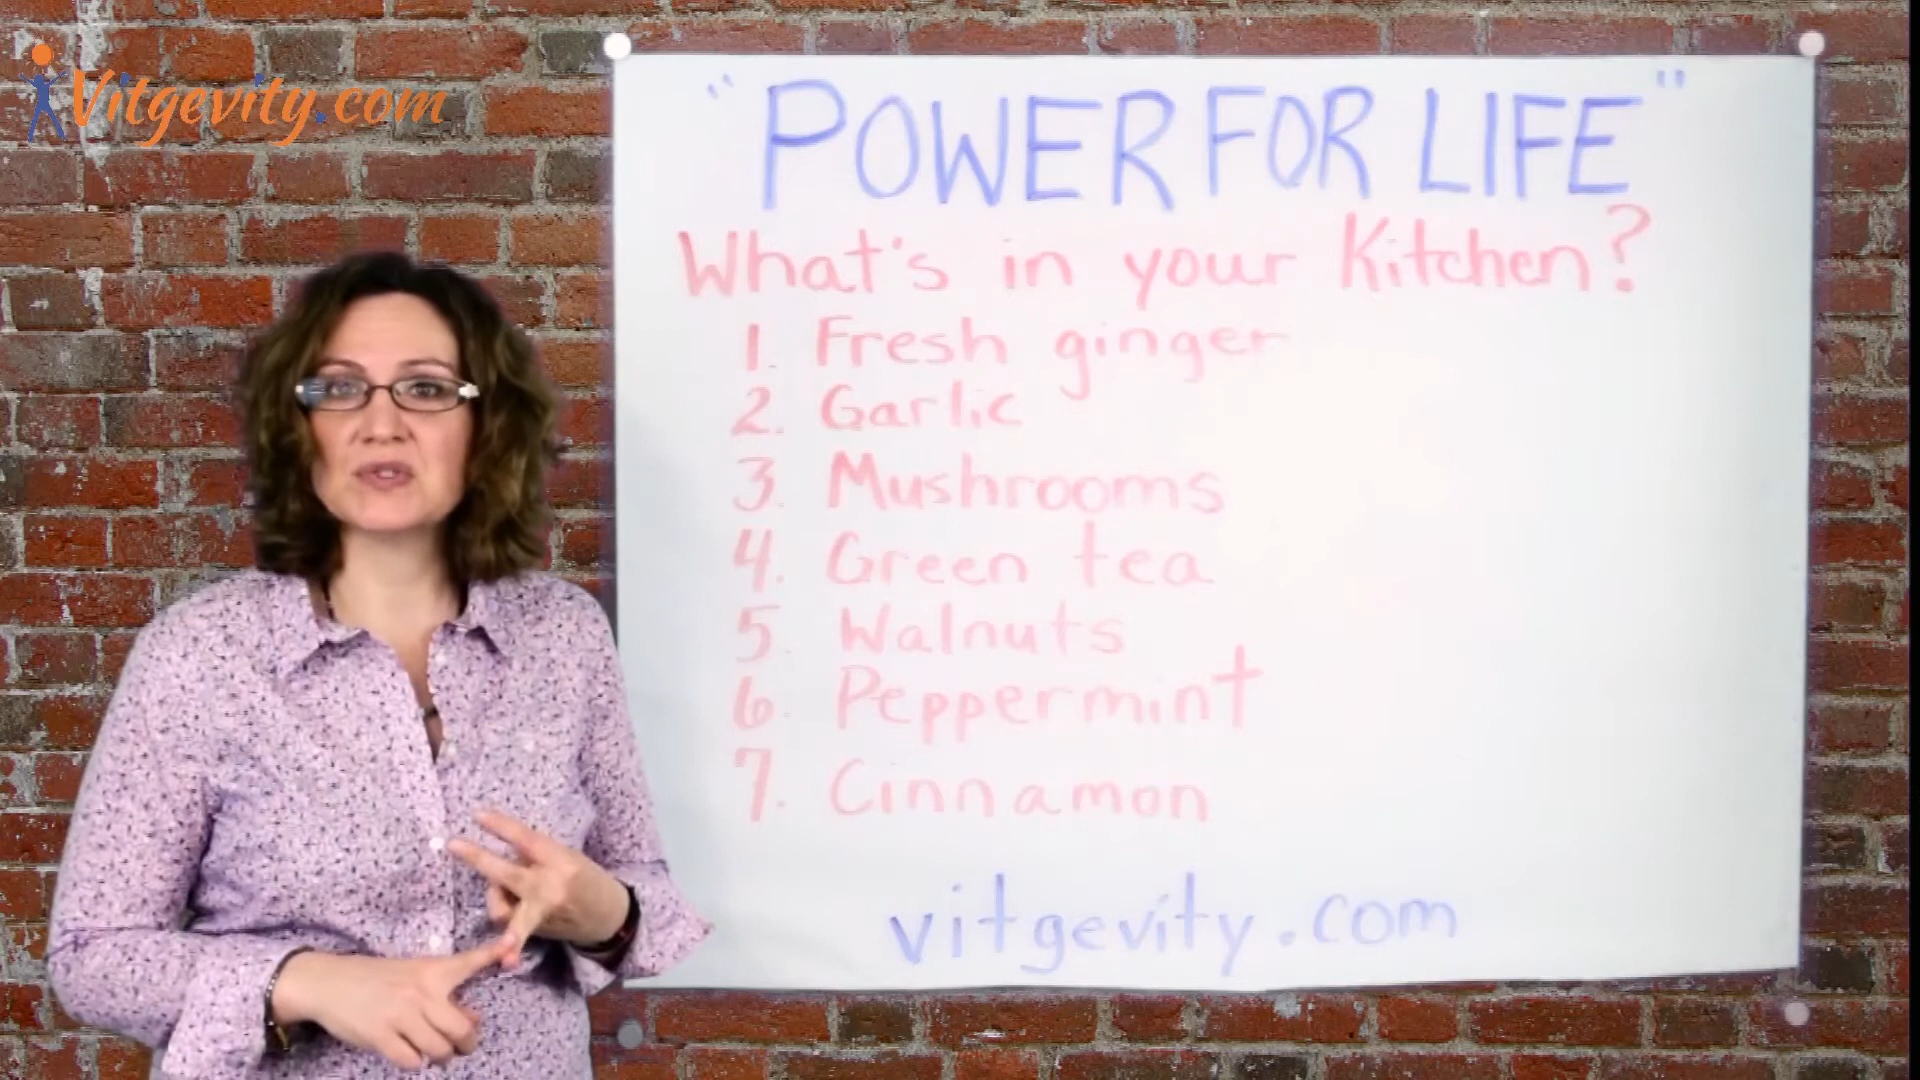 Vitgevity.com
"POWER FOR LIFE"
What's in your Kitchen?
1. Fresh ginger
2. Garlic
3. Mushrooms
4. Green tea
5. Walnuts
6. Peppermint
7. Cinnamon
vitgevity.com